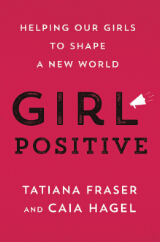 HELPING OUR GIRLS
TO SHAPE
A NEW WORLD
GIRL
POSITIVE
TATIANA FRASER
AND CAIA HAGEL